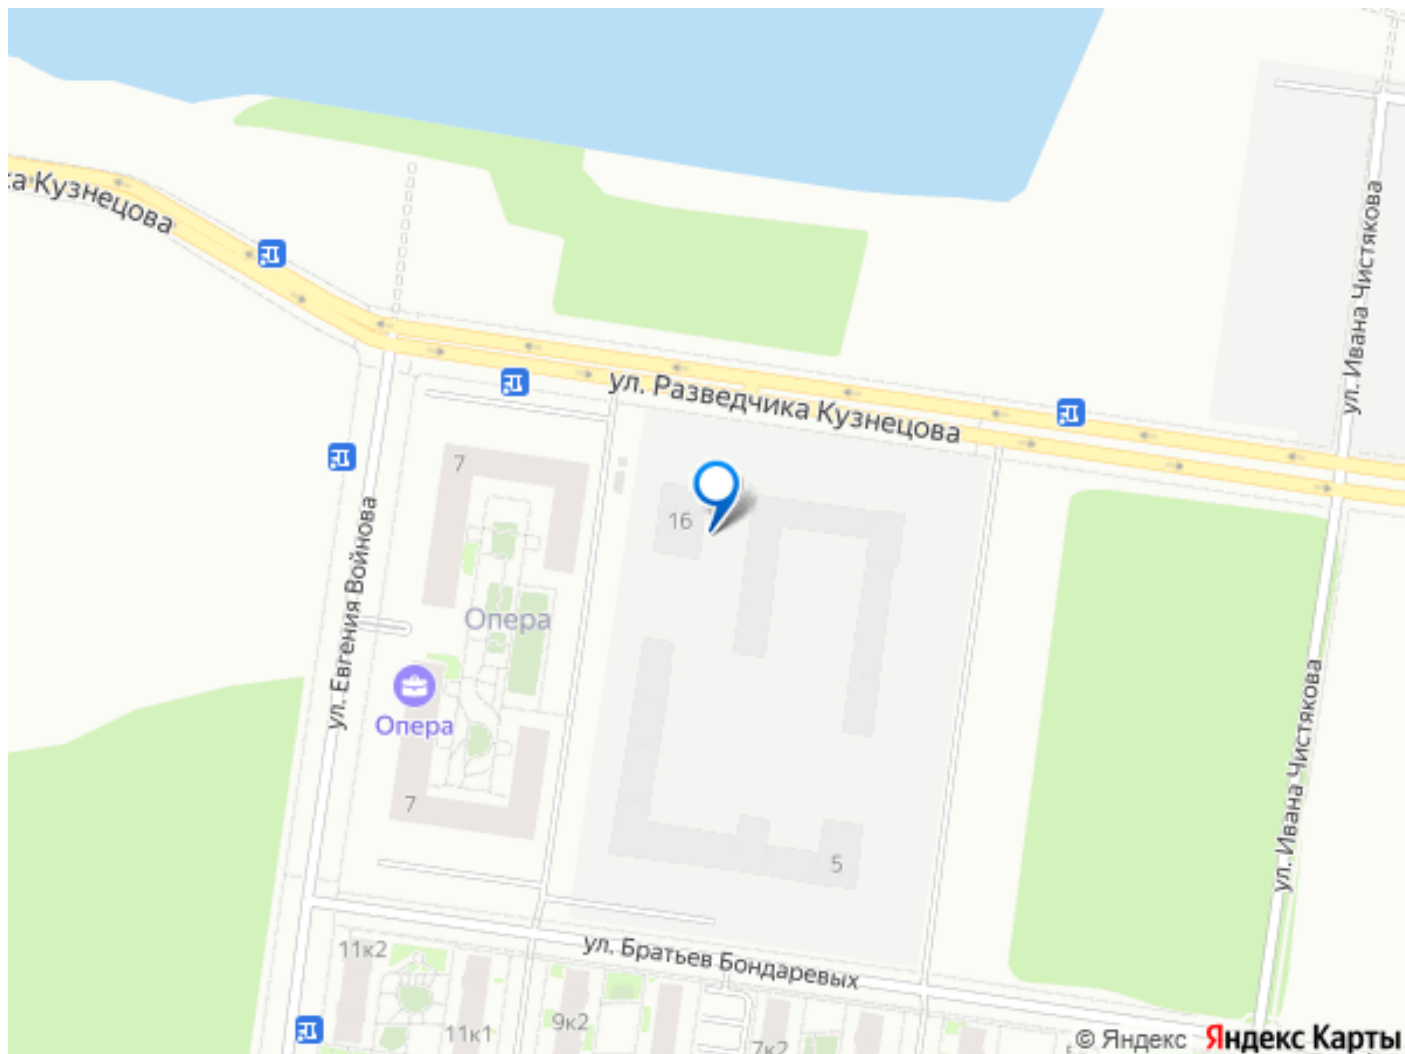 ка Кузнецова
ул. Ивана Чистякова
ул. Разведчика Кузнецова
7
16
ул. Евгения Войнова
Опера
Опера
ул. Ивана Чистякова
7
5
11к2
ул. Братьев Бондаревых
11к1
9к2
7к2
© Яндекс Яндекс Карты